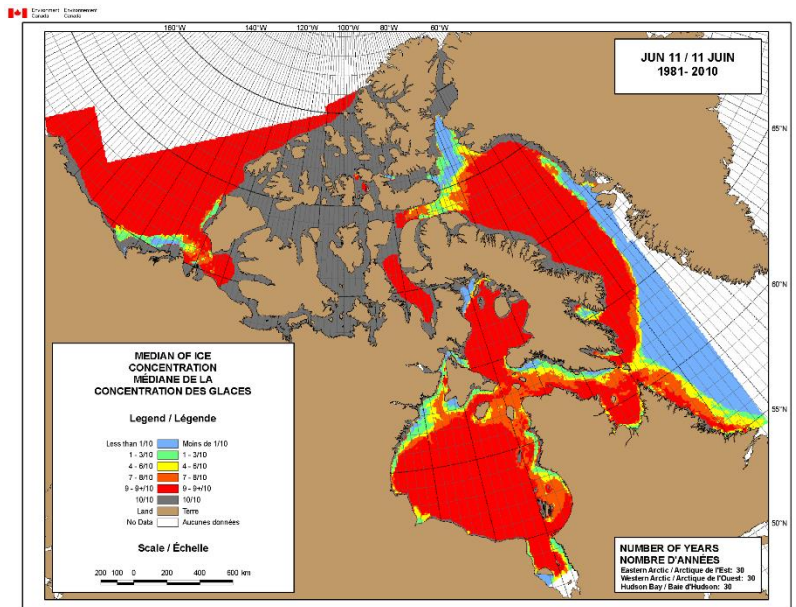 Environment Environnement
Canada Canada
160°W 140°W 120°W 100°W 90°W 80°W 60°W
JUN 11 / 11 JUIN
1981- 2010
65°N
60°N
55°N
50°N
MEDIAN OF ICE
CONCENTRATION
MÉDIANE DE LA
CONCENTRATION DES GLACES
Legend / Légende
Less than 1/10 Moins de 1/10
1 - 3/10 1 - 3/10
4 - 6/10 4 - 6/10
7 - 8/10 7 - 8/10
9 - 9+/10 9 - 9+/10
10/10 10/10
Land Terre
No Data Aucunes données
Scale / Échelle
200 100 0 200 400 600 km
NUMBER OF YEARS
NOMBRE D'ANNÉES
Eastern Arctic / Arctique de l'Est: 30
Western Arctic / Arctique de l'Ouest: 30
Hudson Bay / Baie d'Hudson: 30